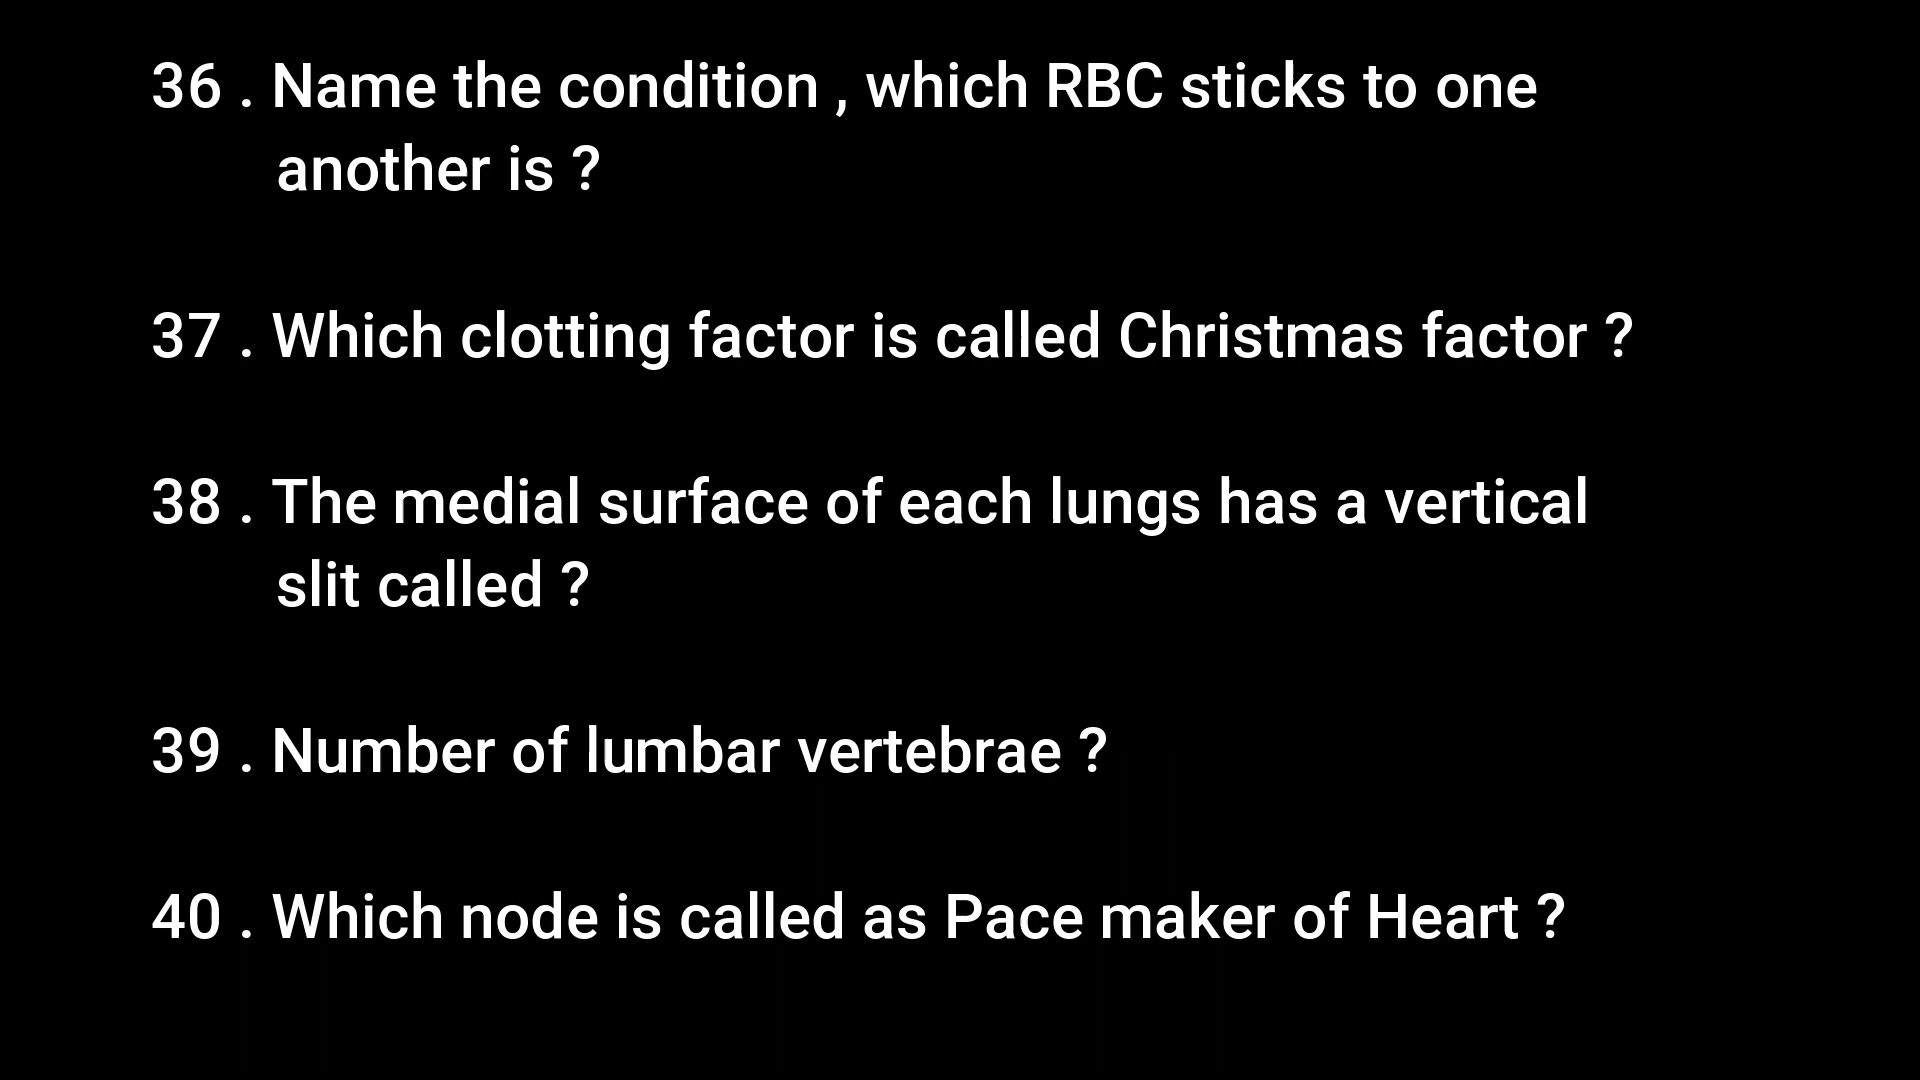 36 . Name the condition , which RBC sticks to one
another is ?
37 . Which clotting factor is called Christmas factor ?
38 . The medial surface of each lungs has a vertical
slit called ?
39 . Number of lumbar vertebrae ?
40 . Which node is called as Pace maker of Heart ?